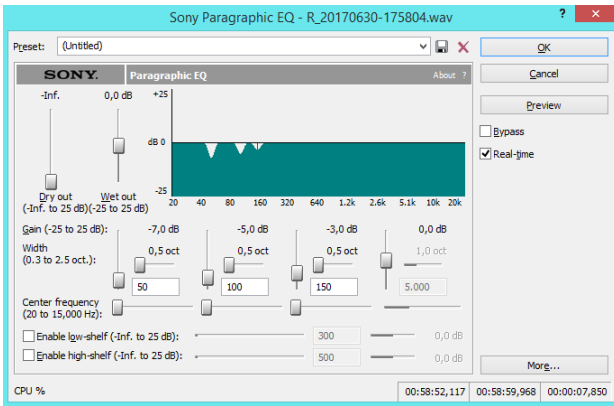 Sony Paragraphic EQ - R_20170630-175804.wav
Preset: (Untitled)
OK
SONY. Paragraphic EQ About ?
Cancel
-Inf. 0,0 dB +25
Preview
Bypass
dB 0
Real-time
-25
20 40 80 160 320 640 1.2k 2.6k 5.1k 10k 20k
Dry out Wet out
(-Inf. to 25 dB) (-25 to 25 dB)
Gain (-25 to 25 dB): -7,0 dB -5,0 dB -3,0 dB 0,0 dB
Width
(0.3 to 2.5 oct.): 0,5 oct 0,5 oct 0,5 oct 1,0 oct
50 100 150 5.000
Center frequency
(20 to 15,000 Hz):
Enable low-shelf (-Inf. to 25 dB): 300 0,0 dB
Enable high-shelf (-Inf. to 25 dB): 500 0,0 dB
More...
CPU % 00:58:52,117 00:58:59,968 00:00:07,850